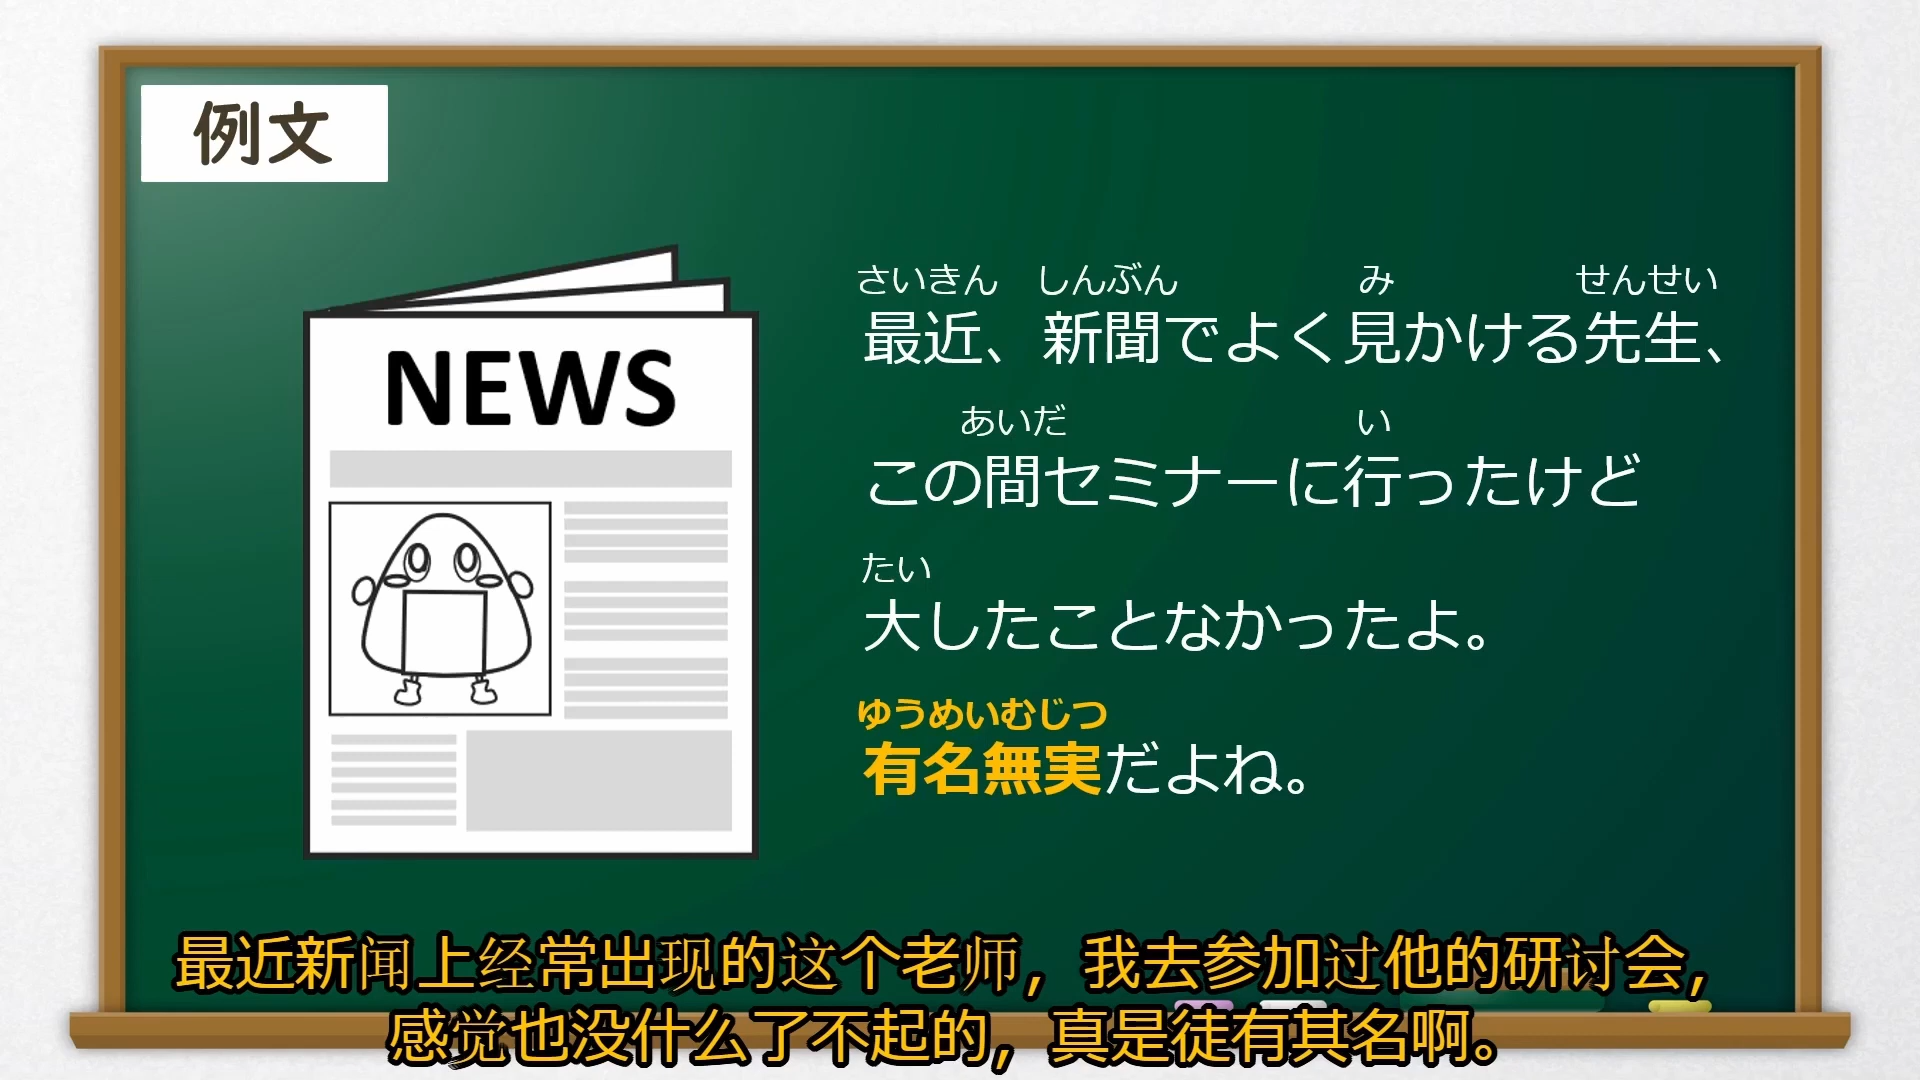 例文
NEWS
さいきん しんぶん み せんせい
最近、新聞でよく見かける先生、
あいだ い
この間セミナーに行ったけど
たい
大したことなかったよ。
ゆうめいむじつ
有名無実だよね。
最近新闻上经常出现的这个老师，我去参加过他的研讨会，
感觉也没什么了不起的，真是徒有其名啊。